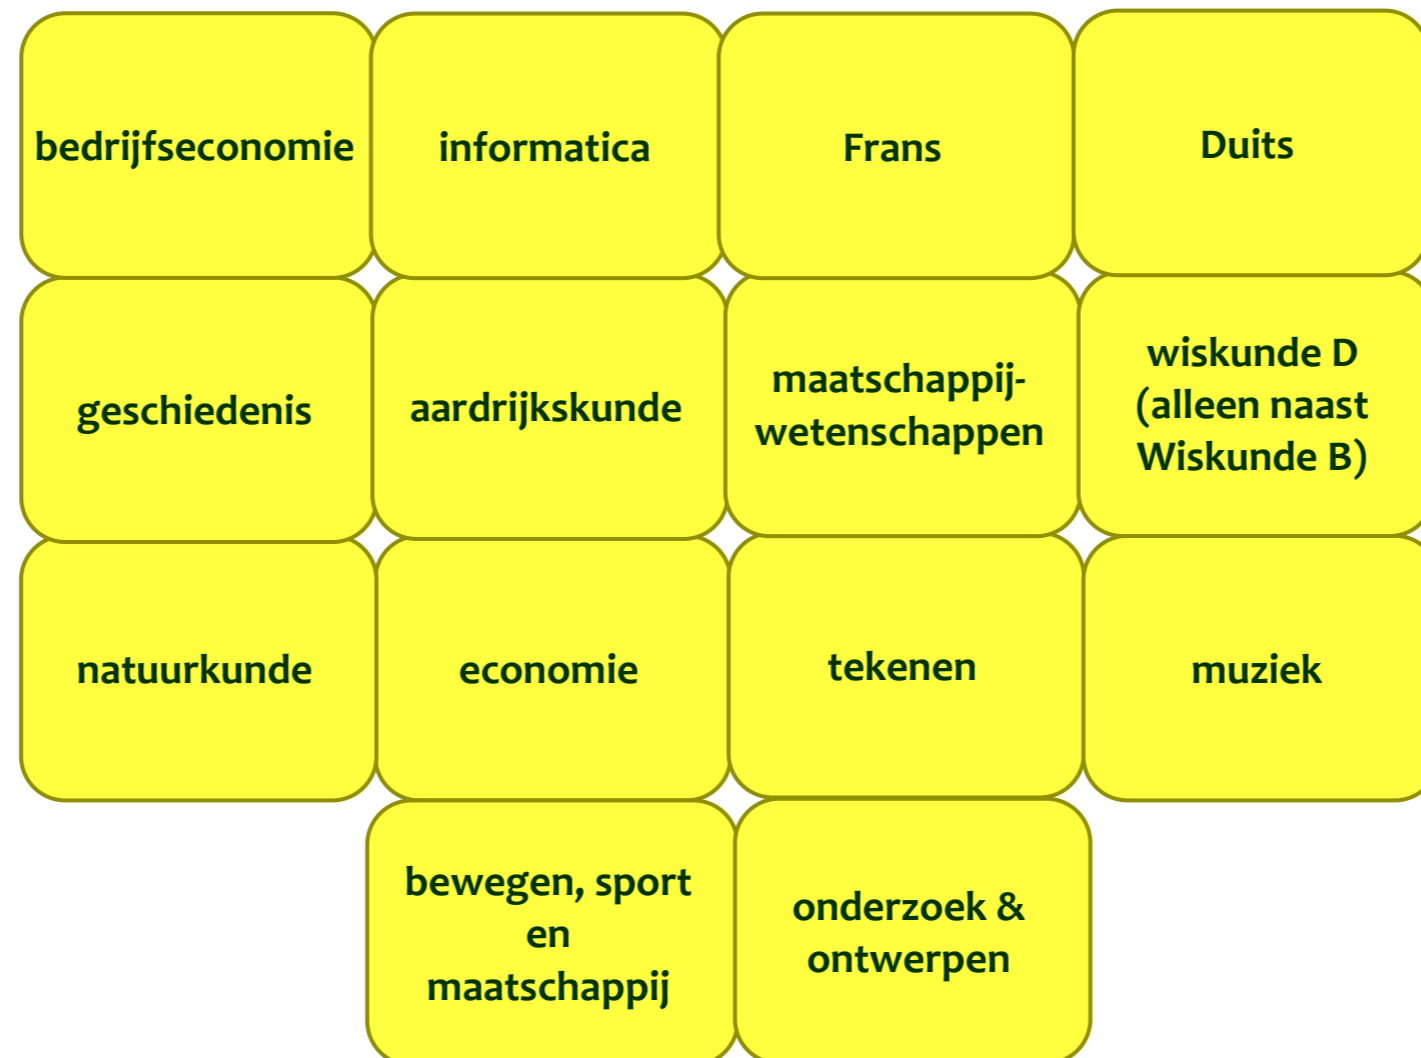 bedrijfseconomie
informatica
Frans
Duits
geschiedenis
aardrijkskunde
maatschappij-
wetenschappen
wiskunde D
(alleen naast
Wiskunde B)
natuurkunde
economie
tekenen
muziek
bewegen, sport
en
maatschappij
onderzoek &
ontwerpen